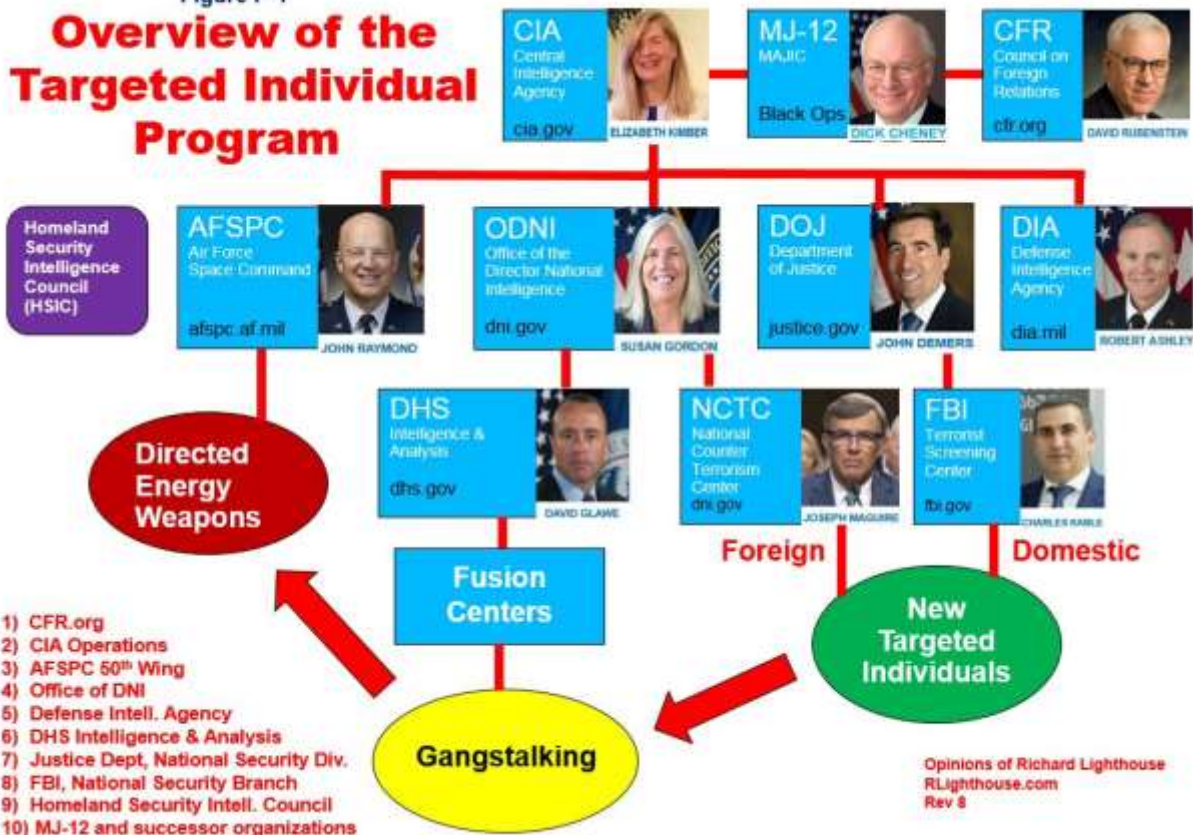 Overview of the
Targeted Individual
Program
CIA
Central
Intelligence
Agency
cia.gov
ELIZABETH KIMBER
MJ-12
MAJIC
Black Ops
DICK CHENEY
CFR
Council on
Foreign
Relations
cfr.org
DAVID RUBENSTEIN
Homeland
Security
Intelligence
Council
(HSIC)
AFSPC
Air Force
Space Command
afspc.af.mil
JOHN RAYMOND
ODNI
Office of the
Director National
Intelligence
dni.gov
SUSAN GORDON
DOJ
Department
of Justice
justice.gov
JOHN DEMERS
DIA
Defense
Intelligence
Agency
dia.mil
ROBERT ASHLEY
DHS
Intelligence &
Analysis
dhs.gov
DAVID GLAWE
NCTC
National
Counter
Terrorism
Center
dni.gov
JOSEPH MAGUIRE
FBI
Terrorist
Screening
Center
fbi.gov
CHARLES KABLE
Directed
Energy
Weapons
Fusion
Centers
Foreign
Domestic
New
Targeted
Individuals
Gangstalking
1) CFR.org
2) CIA Operations
3) AFSPC 50th Wing
4) Office of DNI
5) Defense Intell. Agency
6) DHS Intelligence & Analysis
7) Justice Dept, National Security Div.
8) FBI, National Security Branch
9) Homeland Security Intell. Council
10) MJ-12 and successor organizations
Opinions of Richard Lighthouse
RLighthouse.com
Rev 8